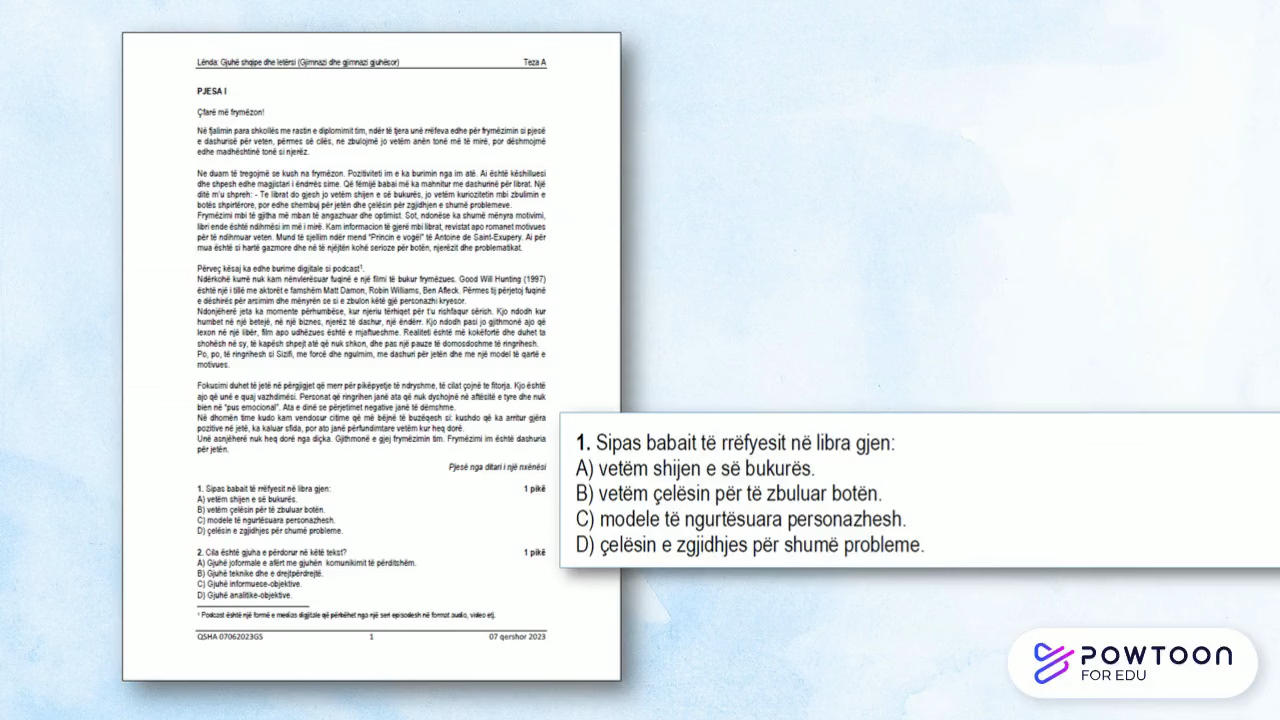 Lënda: Gjuhë shqipe dhe letërsi (Gjimnazi dhe gjimnazi gjuhësor) Teza A
PJESA I
Çfarë më frymëzon!
Në fjalimin para shkollës me rastin e diplomimit tim, ndër të tjera unë rrëfeva edhe për frymëzimin si pjesë
e dashurisë për veten, përmes së cilës, ne zbulojmë jo vetëm anën tonë më të mirë, por dëshmojmë
edhe madhështinë tonë si njerëz.
Ne duam të tregojmë se kush na frymëzon. Pozitiviteti im e ka burimin nga im atë. Ai është këshilluesi
dhe shpesh edhe magjistari i ëndrrës sime. Që fëmijë babai më ka mahnitur me dashurinë për librat. Një
ditë m'u shpreh: - Te librat do gjesh jo vetëm shijen e së bukurës, jo vetëm kuriozitetin mbi zbulimin e
botës shpirtërore, por edhe shembuj për jetën dhe çelësin për zgjidhjen e shumë problemeve.
Frymëzimi mbi të gjitha më mban të angazhuar dhe optimist. Sot, ndonëse ka shumë mënyra motivimi,
libri ende është ndihmësi im më i mirë. Kam informacion të gjerë mbi librat, revistat apo romanet motivues
për të ndihmuar veten. Mund të sjellim ndër mend "Princin e vogël" të Antoine de Saint-Exupery. Ai për
mua është si hartë gazmore dhe në të njëjtën kohë serioze për botën, njerëzit dhe problematikat.
Përveç kësaj ka edhe burime digjitale si podcast¹.
Ndërkohë kurrë nuk kam nënvlerësuar fuqinë e një filmi të bukur frymëzues. Good Will Hunting (1997)
është një i tillë me aktorët e famshëm Matt Damon, Robin Williams, Ben Afleck. Përmes tij përjetoj fuqinë
e dëshirës për arsimim dhe mënyrën se si e zbulon këtë gjë personazhi kryesor.
Ndonjëherë jeta ka momente përhumbëse, kur njeriu tërhiqet për t'u rishfaqur sërish. Kjo ndodh kur
humbet në një betejë, në një biznes, njerëz të dashur, një ëndërr. Kjo ndodh pasi jo gjithmonë ajo që
lexon në një libër, film apo udhëzues është e mjaftueshme. Realiteti është më kokëfortë dhe duhet ta
shohësh në sy, të kapësh shpejt atë që nuk shkon, dhe pas një pauze të domosdoshme të ringrihesh.
Po, po, të ringrihesh si Sizifi, me forcë dhe ngulmim, me dashuri për jetën dhe me një model të qartë e
motivues.
Fokusimi duhet të jetë në përgjigjet që merr për pikëpyetje të ndryshme, të cilat çojnë te fitorja. Kjo është
ajo që unë e quaj vazhdimësi. Personat që ringrihen janë ata që nuk dyshojnë në aftësitë e tyre dhe nuk
bien në "pus emocional". Ata e dinë se përjetimet negative janë të dëmshme.
Në dhomën time kudo kam vendosur citime që më bëjnë të buzëqesh si: kushdo që ka arritur gjëra
pozitive në jetë, ka kaluar sfida, por ato janë përfundimtare vetëm kur heq dorë.
Unë asnjëherë nuk heq dorë nga diçka. Gjithmonë e gjej frymëzimin tim. Frymëzimi im është dashuria
për jetën.
Pjesë nga ditari i një nxënësi
1. Sipas babait të rrëfyesit në libra gjen: 1 pikë
A) vetëm shijen e së bukurës.
B) vetëm çelësin për të zbuluar botën.
C) modele të ngurtësuara personazhesh.
D) çelësin e zgjidhjes për shumë probleme.
2. Cila është gjuha e përdorur në këtë tekst? 1 pikë
A) Gjuhë joformale e afërt me gjuhën komunikimit të përditshëm.
B) Gjuhë teknike dhe e drejtpërdrejtë.
C) Gjuhë informuese-objektive.
D) Gjuhë analitike-objektive.
¹ Podcast është një formë e medias digjitale që përbëhet nga një seri episodesh në format audio, video etj.
QSHA 07062023GS 1 07 qershor 2023
1. Sipas babait të rrëfyesit në libra gjen:
A) vetëm shijen e së bukurës.
B) vetëm çelësin për të zbuluar botën.
C) modele të ngurtësuara personazhesh.
D) çelësin e zgjidhjes për shumë probleme.
POWTOON
FOR EDU